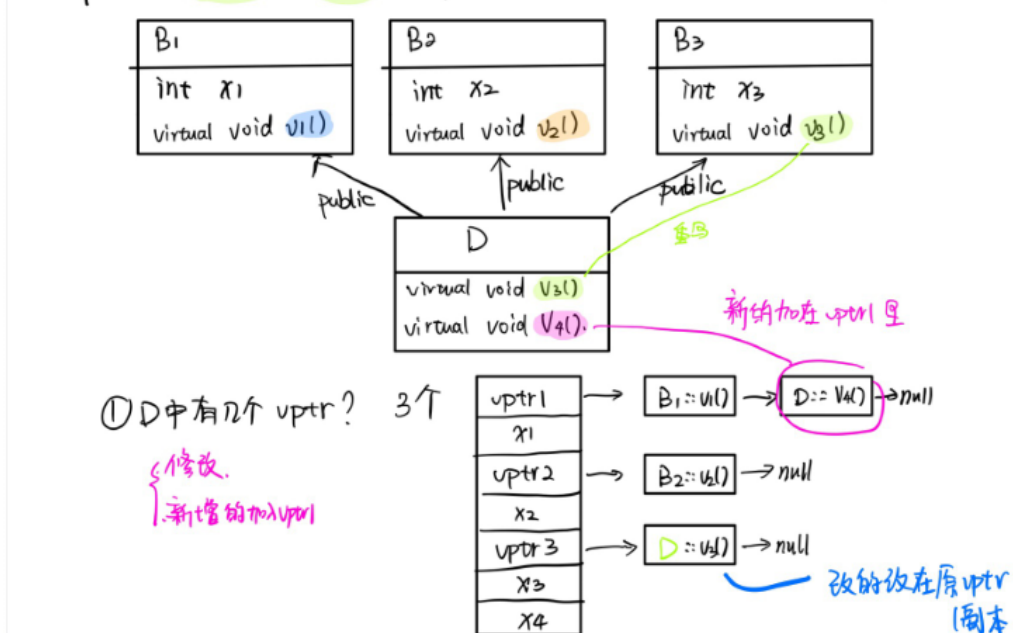 B1
B2
B3
int x1
int x2
int x3
virtual void v1()
virtual void v2()
virtual void v3()
public
public
public
D
重写
virtual void v3()
virtual void V4().
新的加在vptr1里
①D中有几个 vptr? 3个
{修改.
新增的加入vptr1
vptr1
x1
vptr2
x2
vptr3
x3
x4
B1::v1()
D::V4()
null
B2::v2()
null
D::v3()
null
改的改在原vptr
副本